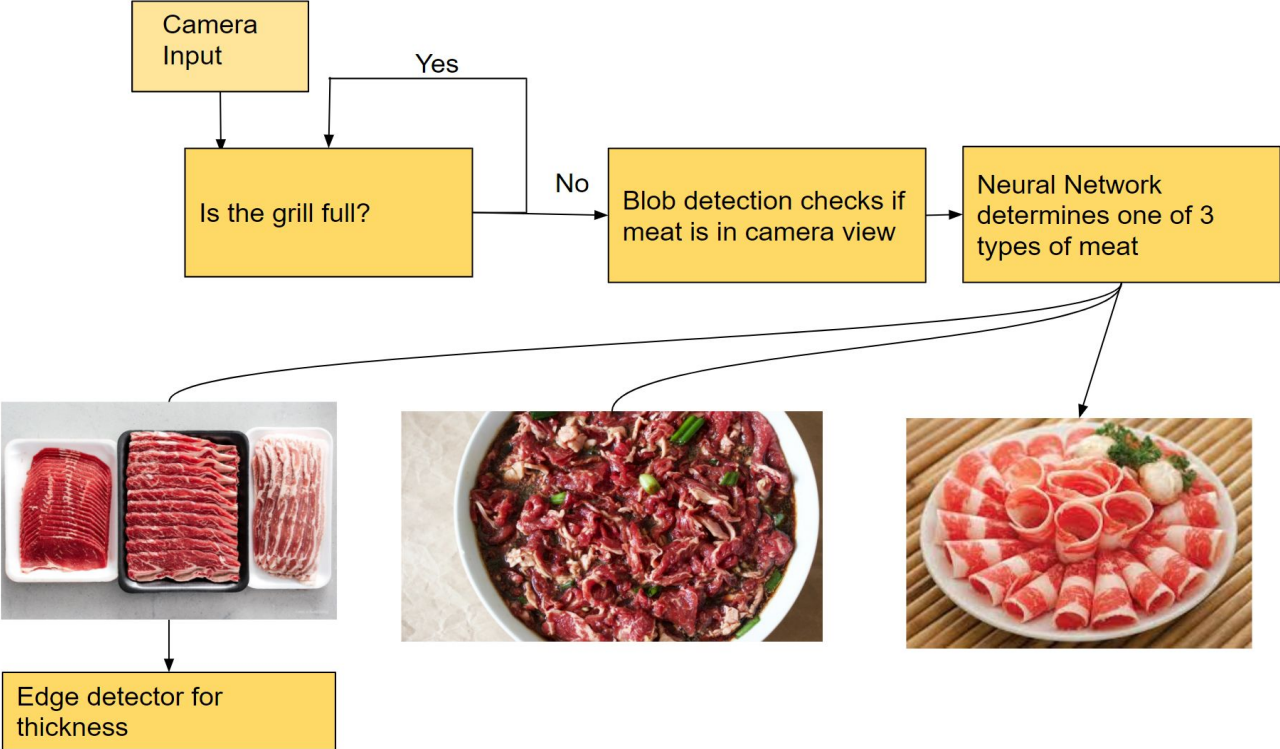 Camera
Input
Yes
Is the grill full?
No
Blob detection checks if
meat is in camera view
Neural Network
determines one of 3
types of meat
Edge detector for
thickness